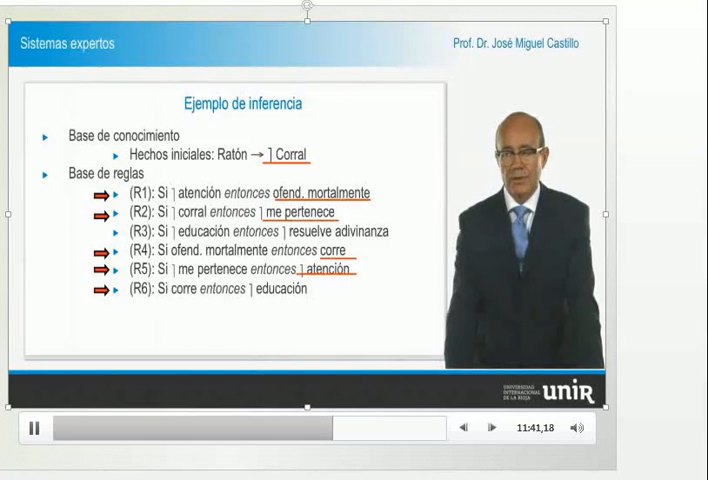 Sistemas expertos
Prof. Dr. José Miguel Castillo
Ejemplo de inferencia
Base de conocimiento
Hechos iniciales: Ratón → ⌉ Corral
Base de reglas
(R1): Si ⌉ atención entonces ofend. mortalmente
(R2): Si ⌉ corral entonces ⌉ me pertenece
(R3): Si ⌉ educación entonces ⌉ resuelve adivinanza
(R4): Si ofend. mortalmente entonces corre
(R5): Si ⌉ me pertenece entonces ⌉ atención
(R6): Si corre entonces ⌉ educación
UNIVERSIDAD
INTERNACIONAL
DE LA RIOJA
unir
11:41,18